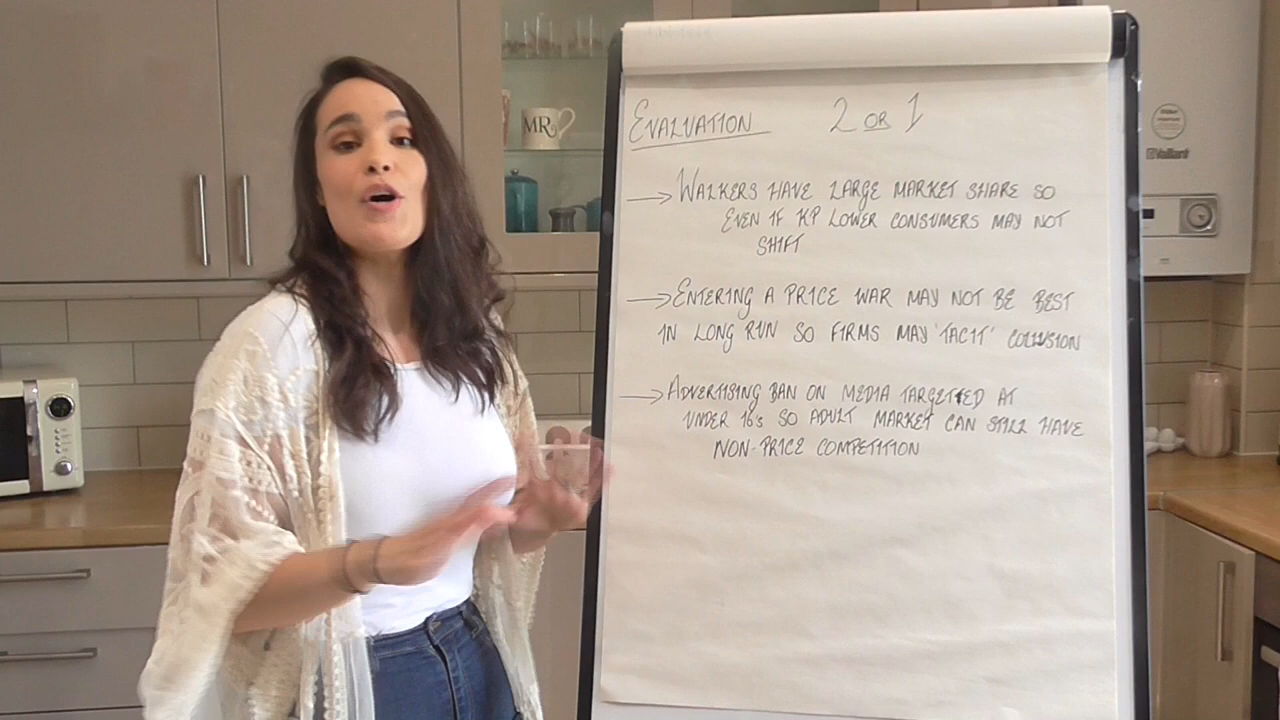 EVALUATION 2 OR 1
→ WALKERS HAVE LARGE MARKET SHARE SO
EVEN IF KP LOWER CONSUMERS MAY NOT
SHIFT
→ ENTERING A PRICE WAR MAY NOT BE BEST
IN LONG RUN SO FIRMS MAY 'TACIT' COLLUSION
→ ADVERTISING BAN ON MEDIA TARGETTED AT
UNDER 16's SO ADULT MARKET CAN STILL HAVE
NON-PRICE COMPETITION
MR
Vaillant